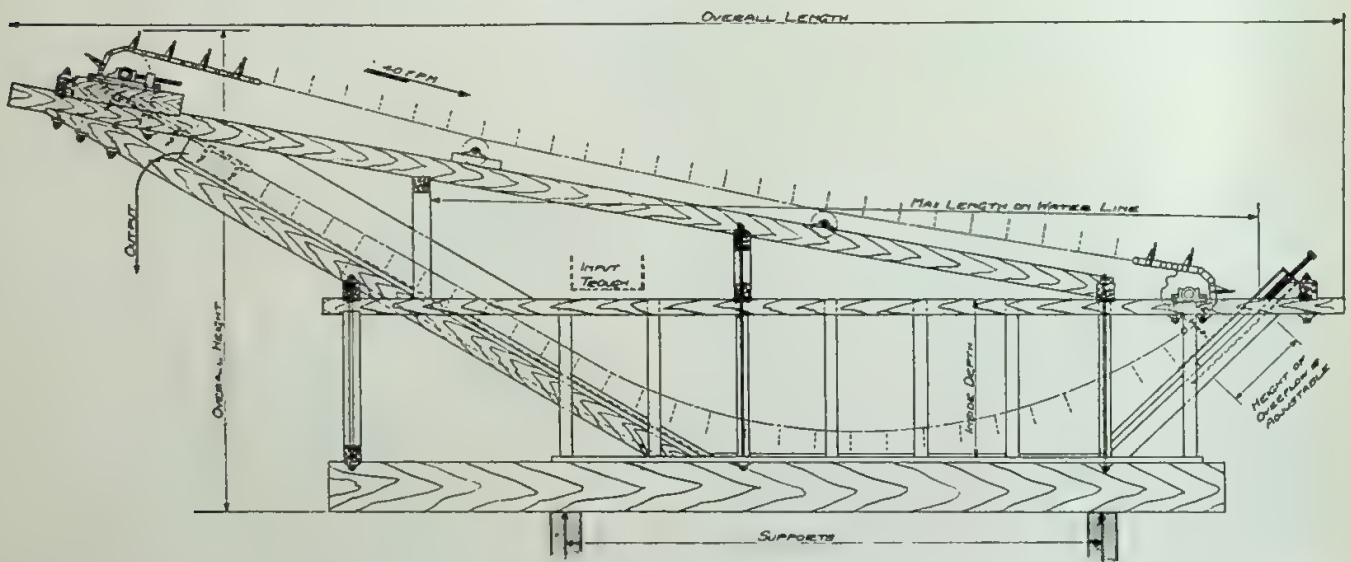 OVERALL LENGTH
40 FPM
MAX LENGTH ON WATER LINE
OUTPUT
INPUT
TROUGH
OVERALL HEIGHT
INSIDE DEPTH
HEIGHT OF
OVERFLOW IS
ADJUSTABLE
SUPPORTS